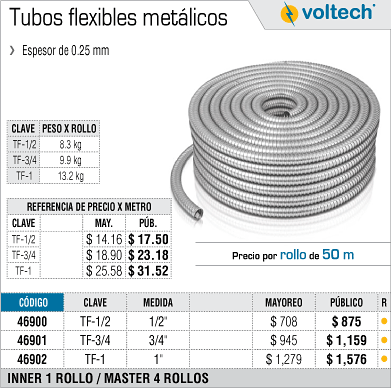 Tubos flexibles metálicos
voltech®
Espesor de 0.25 mm
CLAVE PESO X ROLLO
TF-1/2 8.3 kg
TF-3/4 9.9 kg
TF-1 13.2 kg
REFERENCIA DE PRECIO X METRO
CLAVE MAY. PÚB.
TF-1/2 $ 14.16 $ 17.50
TF-3/4 $ 18.90 $ 23.18
TF-1 $ 25.58 $ 31.52
Precio por rollo de 50 m
CÓDIGO CLAVE MEDIDA MAYOREO PÚBLICO R
46900 TF-1/2 1/2" $ 708 $ 875
46901 TF-3/4 3/4" $ 945 $ 1,159
46902 TF-1 1" $ 1,279 $ 1,576
INNER 1 ROLLO / MASTER 4 ROLLOS